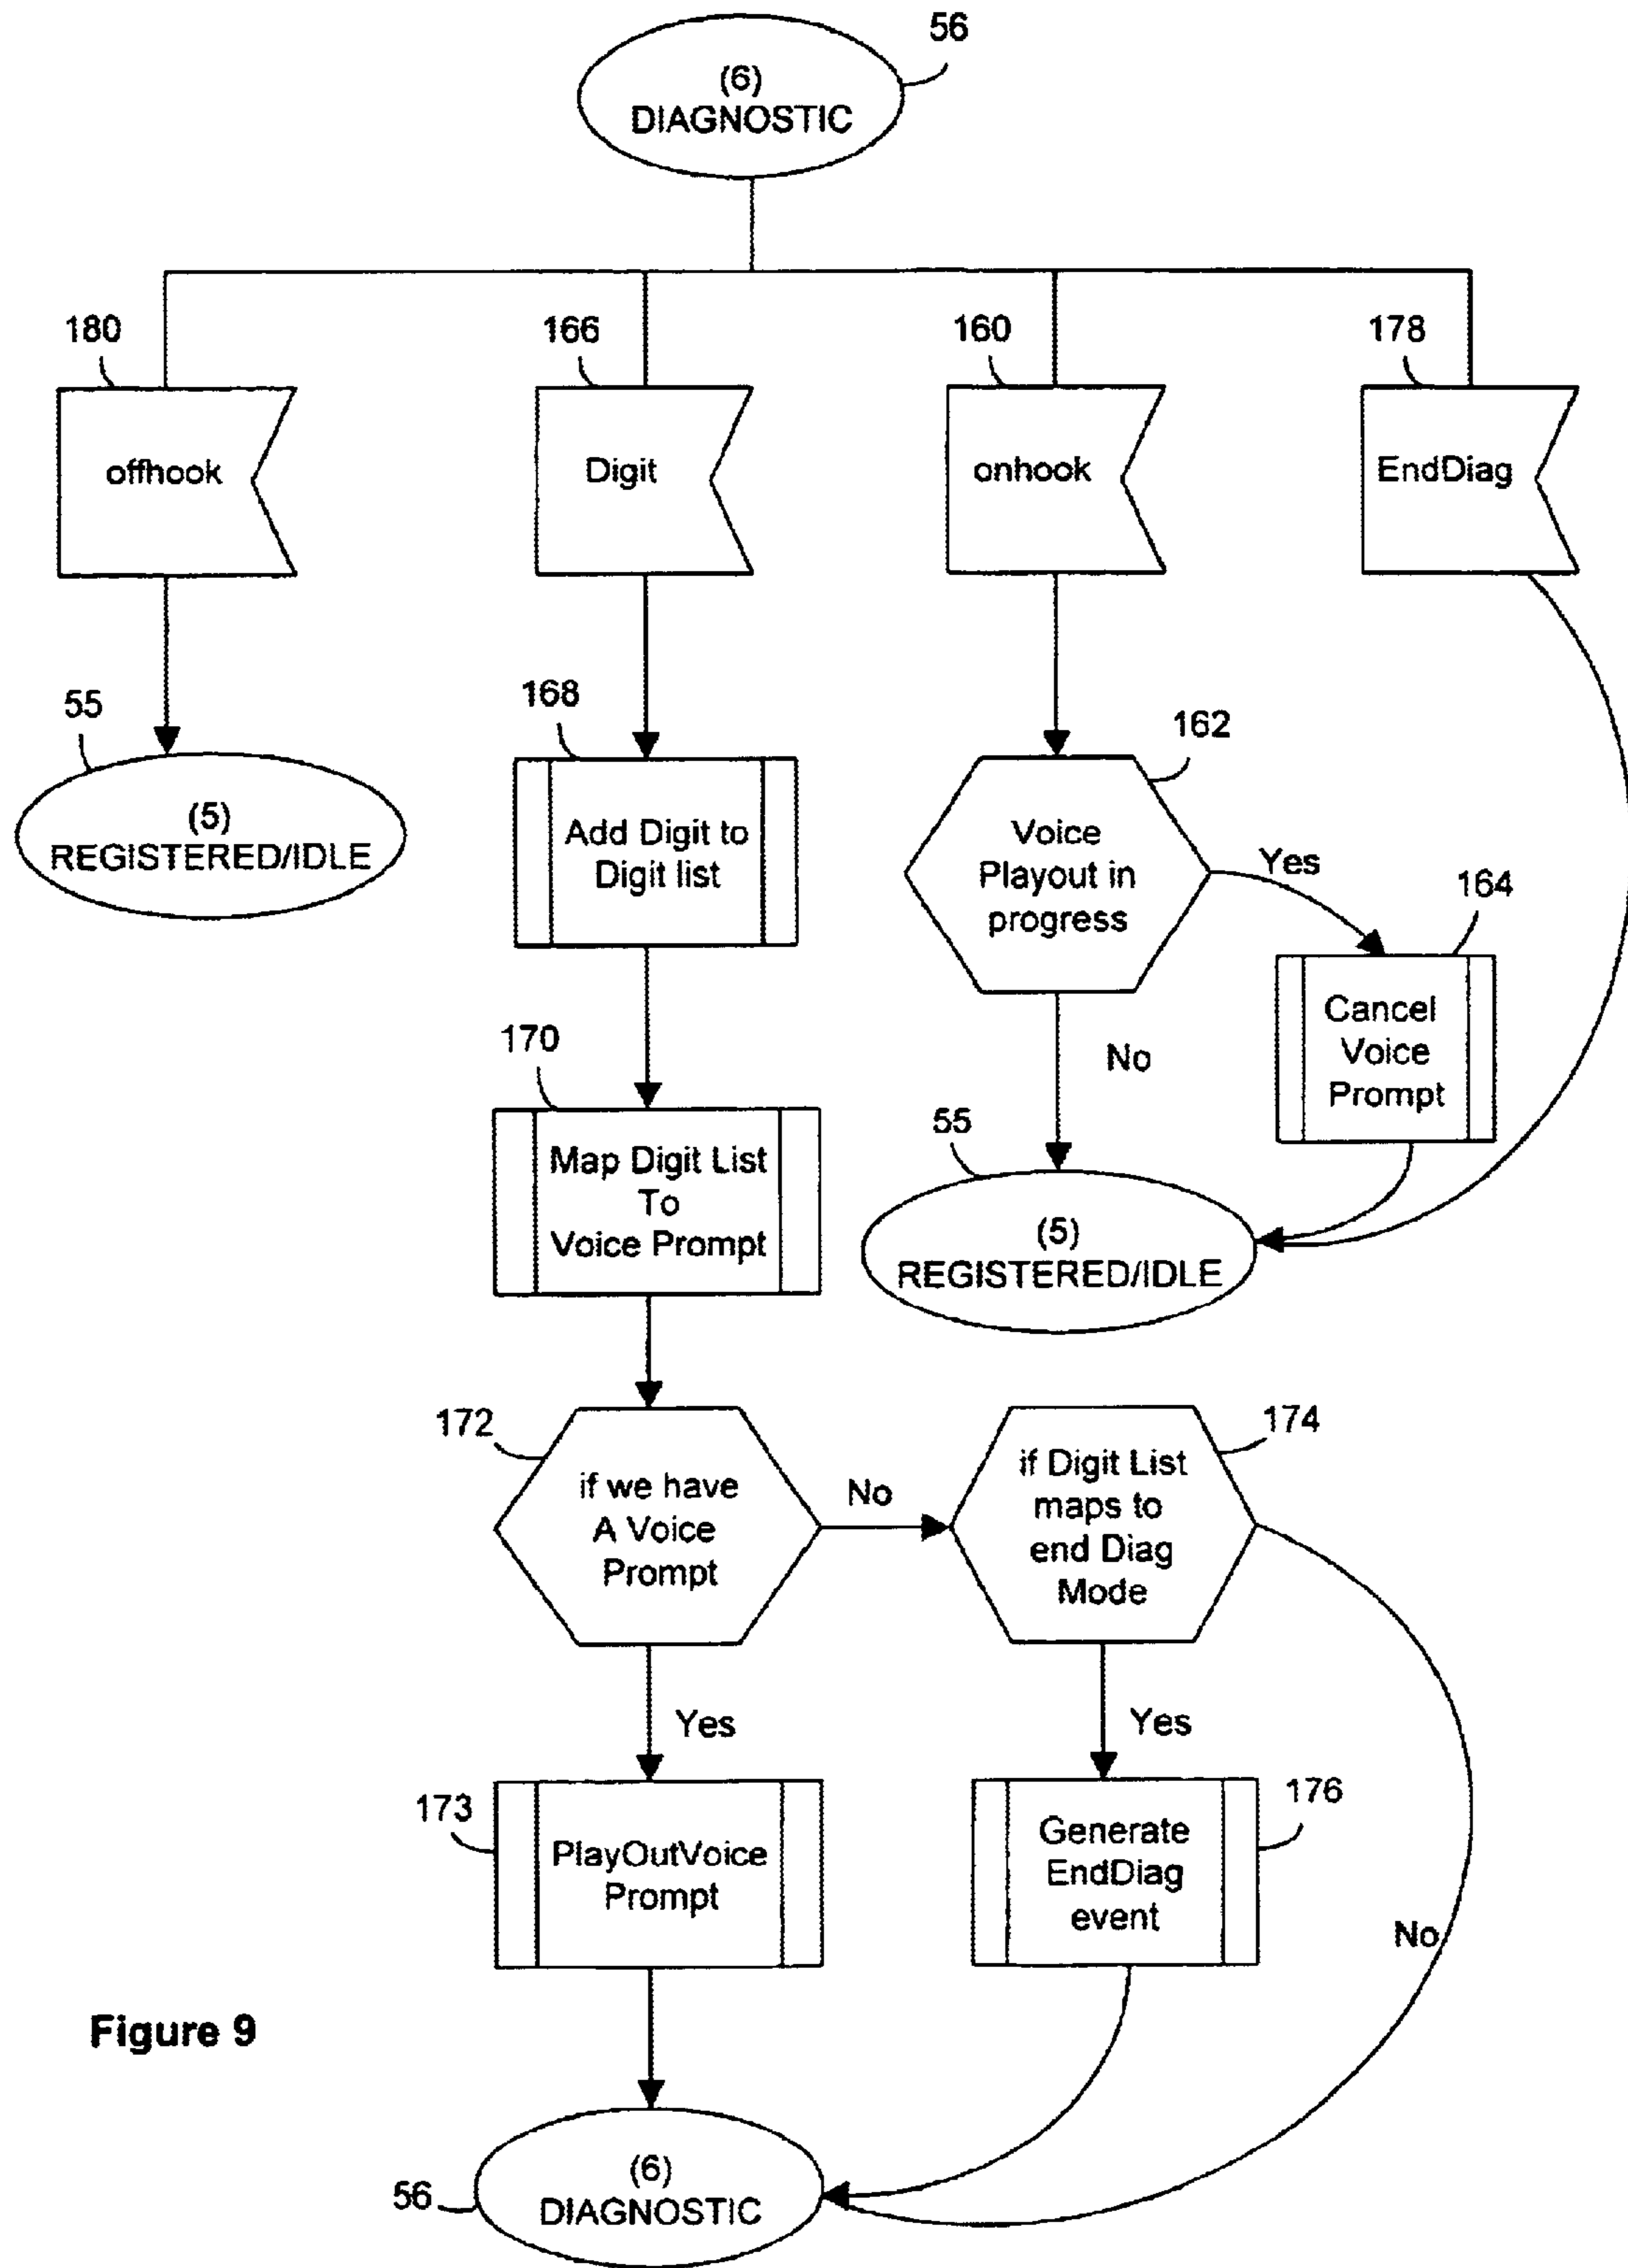 56
(6)
DIAGNOSTIC
180
166
160
178
offhook
Digit
onhook
EndDiag
55
(5)
REGISTERED/IDLE
168
Add Digit to
Digit list
162
Voice
Playout in
progress
Yes
164
Cancel
Voice
Prompt
No
170
Map Digit List
To
Voice Prompt
55
(5)
REGISTERED/IDLE
172
if we have
A Voice
Prompt
No
174
if Digit List
maps to
end Diag
Mode
Yes
Yes
173
PlayOutVoice
Prompt
176
Generate
EndDiag
event
No
Figure 9
56
(6)
DIAGNOSTIC